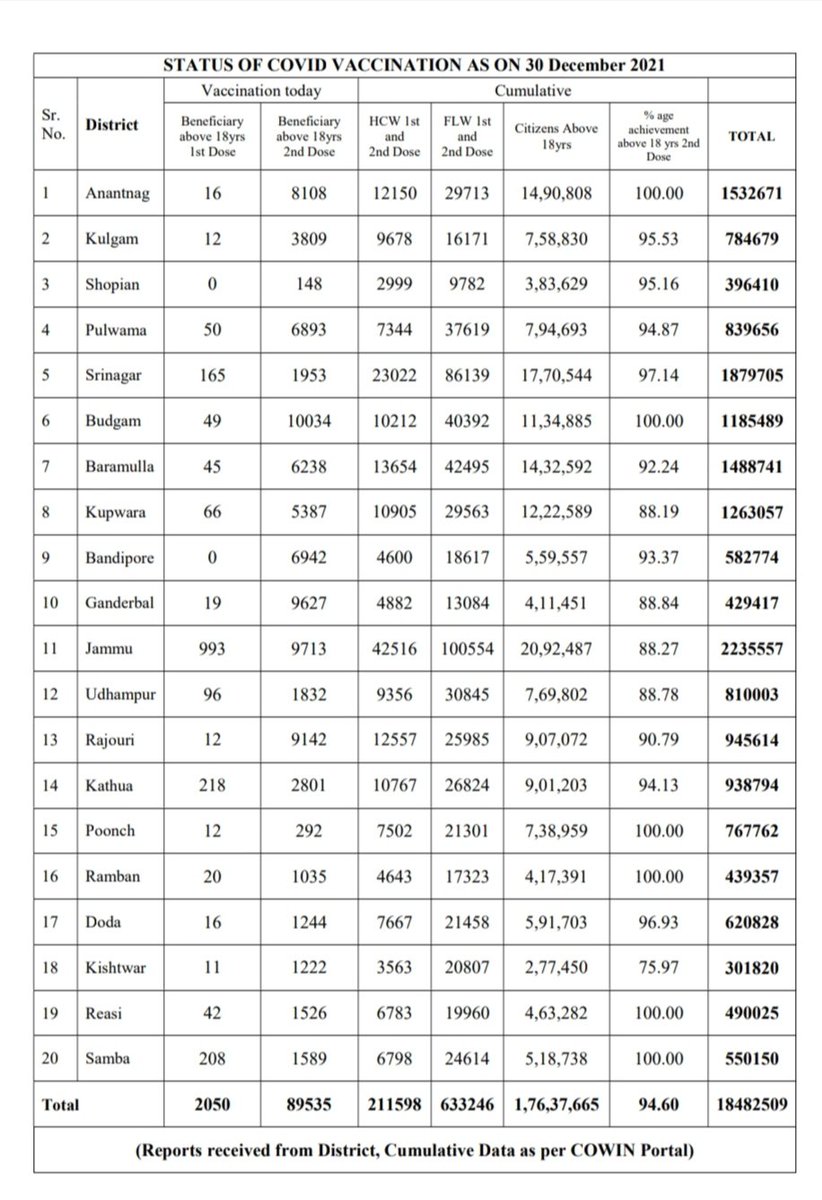 STATUS OF COVID VACCINATION AS ON 30 December 2021
Sr. No. District Vaccination today Cumulative
Beneficiary above 18yrs 1st Dose Beneficiary above 18yrs 2nd Dose HCW 1st and 2nd Dose FLW 1st and 2nd Dose Citizens Above 18yrs % age achievement above 18 yrs 2nd Dose TOTAL
1 Anantnag 16 8108 12150 29713 14,90,808 100.00 1532671
2 Kulgam 12 3809 9678 16171 7,58,830 95.53 784679
3 Shopian 0 148 2999 9782 3,83,629 95.16 396410
4 Pulwama 50 6893 7344 37619 7,94,693 94.87 839656
5 Srinagar 165 1953 23022 86139 17,70,544 97.14 1879705
6 Budgam 49 10034 10212 40392 11,34,885 100.00 1185489
7 Baramulla 45 6238 13654 42495 14,32,592 92.24 1488741
8 Kupwara 66 5387 10905 29563 12,22,589 88.19 1263057
9 Bandipore 0 6942 4600 18617 5,59,557 93.37 582774
10 Ganderbal 19 9627 4882 13084 4,11,451 88.84 429417
11 Jammu 993 9713 42516 100554 20,92,487 88.27 2235557
12 Udhampur 96 1832 9356 30845 7,69,802 88.78 810003
13 Rajouri 12 9142 12557 25985 9,07,072 90.79 945614
14 Kathua 218 2801 10767 26824 9,01,203 94.13 938794
15 Poonch 12 292 7502 21301 7,38,959 100.00 767762
16 Ramban 20 1035 4643 17323 4,17,391 100.00 439357
17 Doda 16 1244 7667 21458 5,91,703 96.93 620828
18 Kishtwar 11 1222 3563 20807 2,77,450 75.97 301820
19 Reasi 42 1526 6783 19960 4,63,282 100.00 490025
20 Samba 208 1589 6798 24614 5,18,738 100.00 550150
Total 2050 89535 211598 633246 1,76,37,665 94.60 18482509
(Reports received from District, Cumulative Data as per COWIN Portal)